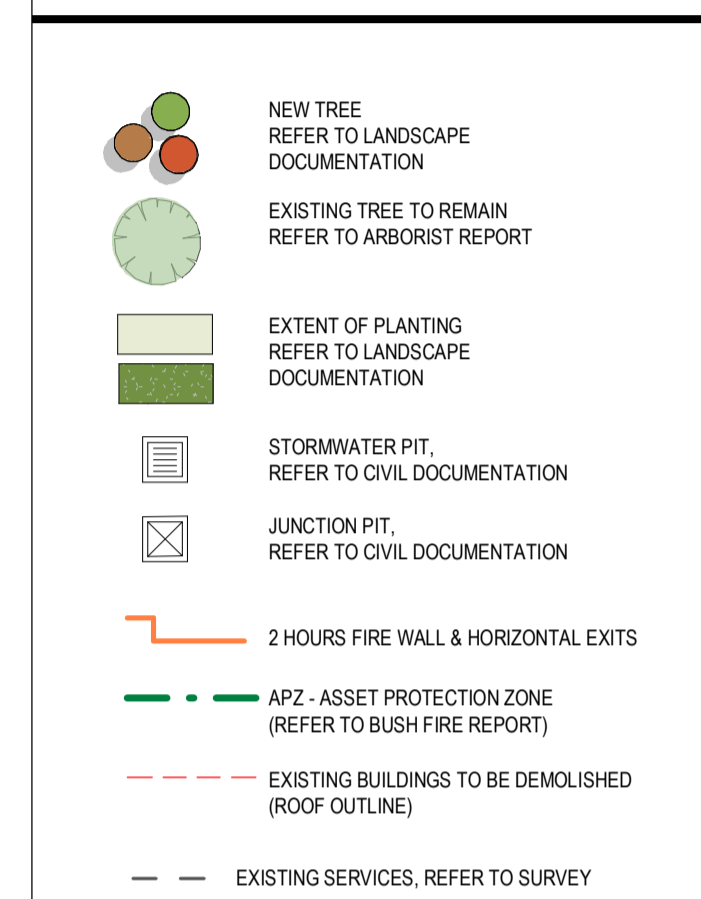 NEW TREE
REFER TO LANDSCAPE
DOCUMENTATION
EXISTING TREE TO REMAIN
REFER TO ARBORIST REPORT
EXTENT OF PLANTING
REFER TO LANDSCAPE
DOCUMENTATION
STORMWATER PIT,
REFER TO CIVIL DOCUMENTATION
JUNCTION PIT,
REFER TO CIVIL DOCUMENTATION
2 HOURS FIRE WALL & HORIZONTAL EXITS
APZ - ASSET PROTECTION ZONE
(REFER TO BUSH FIRE REPORT)
EXISTING BUILDINGS TO BE DEMOLISHED
(ROOF OUTLINE)
EXISTING SERVICES, REFER TO SURVEY